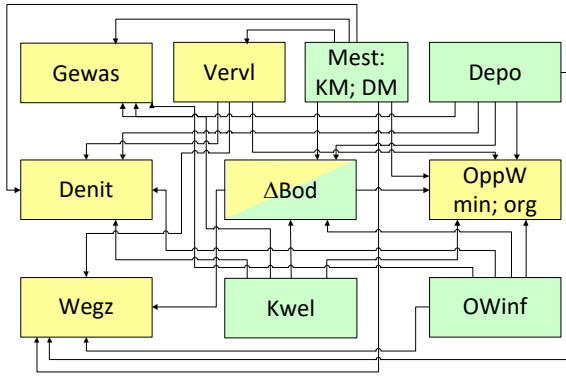 Gewas
Vervl
Mest:
KM; DM
Depo
Denit
ΔBod
OppW
min; org
Wegz
Kwel
OWinf